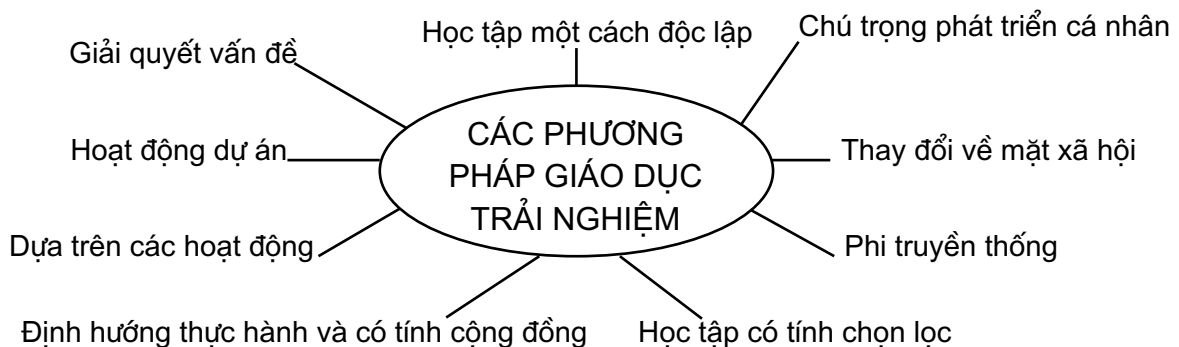 Học tập một cách độc lập
Chú trọng phát triển cá nhân
Giải quyết vấn đề
CÁC PHƯƠNG
PHÁP GIÁO DỤC
TRẢI NGHIỆM
Hoạt động dự án
Thay đổi về mặt xã hội
Dựa trên các hoạt động
Phi truyền thống
Định hướng thực hành và có tính cộng đồng
Học tập có tính chọn lọc